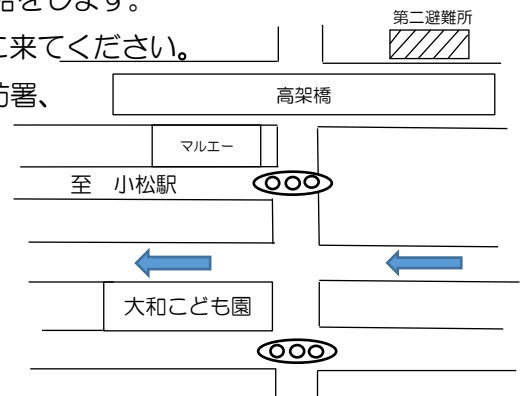 給をします。
に来てください。
防署、
第二避難所
高架橋
マルエー
至 小松駅
大和こども園